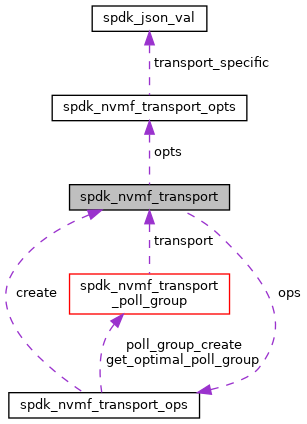 spdk_json_val
transport_specific
spdk_nvmf_transport_opts
opts
spdk_nvmf_transport
transport
create
spdk_nvmf_transport
_poll_group
ops
poll_group_create
get_optimal_poll_group
spdk_nvmf_transport_ops